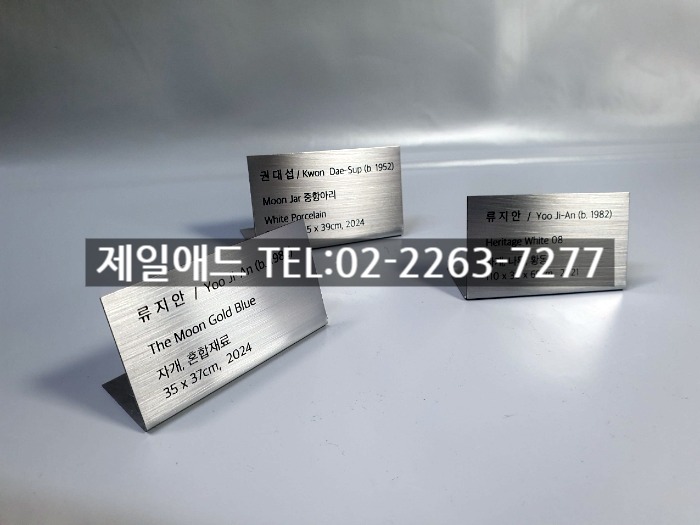 권대섭 / Kwon Dae-Sup (b. 1952)
Moon Jar 중항아리
White Porcelain
5 x 39cm, 2024
류지안 / Yoo Ji-An (b. 1982)
Heritage White 08
2021
제일애드 TEL:02-2263-7277
류지안 / Yoo Ji-An (b. 198
The Moon Gold Blue
자개, 혼합재료
35 x 37cm, 2024